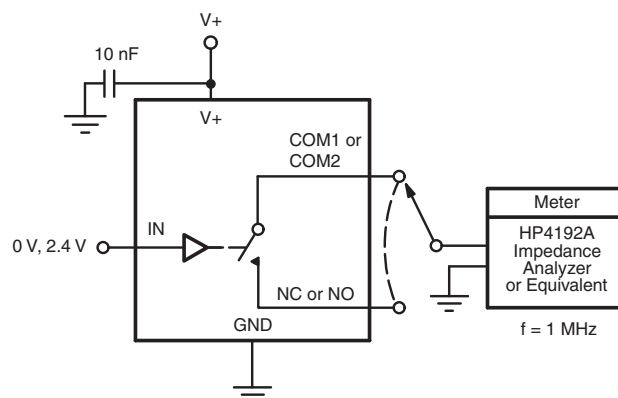 V+
10 nF
V+
COM1 or
COM2
Meter
HP4192A
Impedance
Analyzer
or Equivalent
IN
0 V, 2.4 V
NC or NO
GND
f = 1 MHz